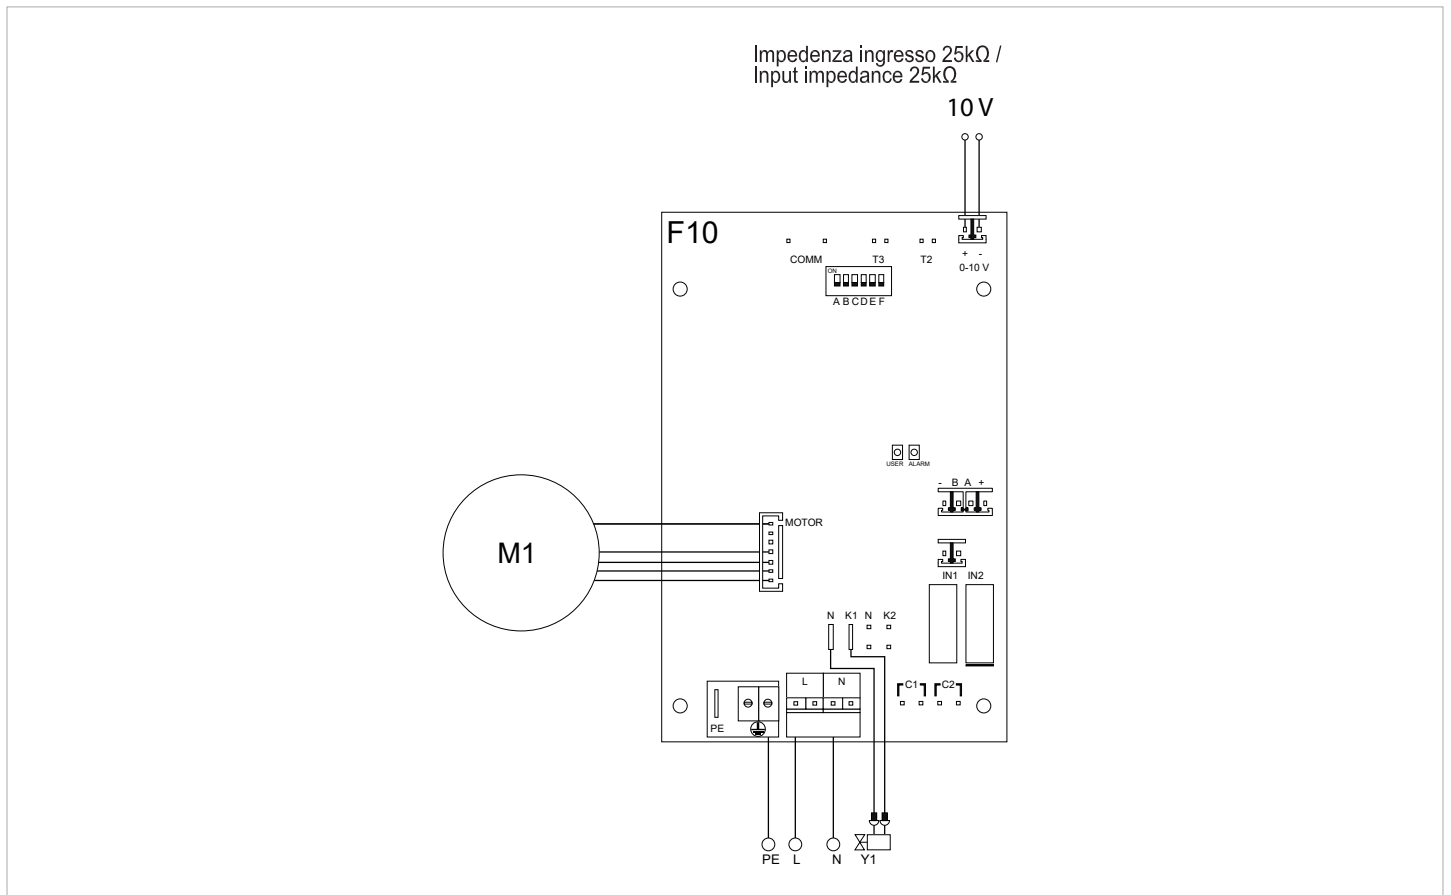 Impedenza ingresso 25kΩ /
Input impedance 25kΩ
10 V
F10
COMM
T3
T2
+ -
0-10 V
ON
A B C D E F
USER
ALARM
- B A +
M1
MOTOR
IN1
IN2
N K1 N K2
L N
C1
C2
PE
PE L N Y1